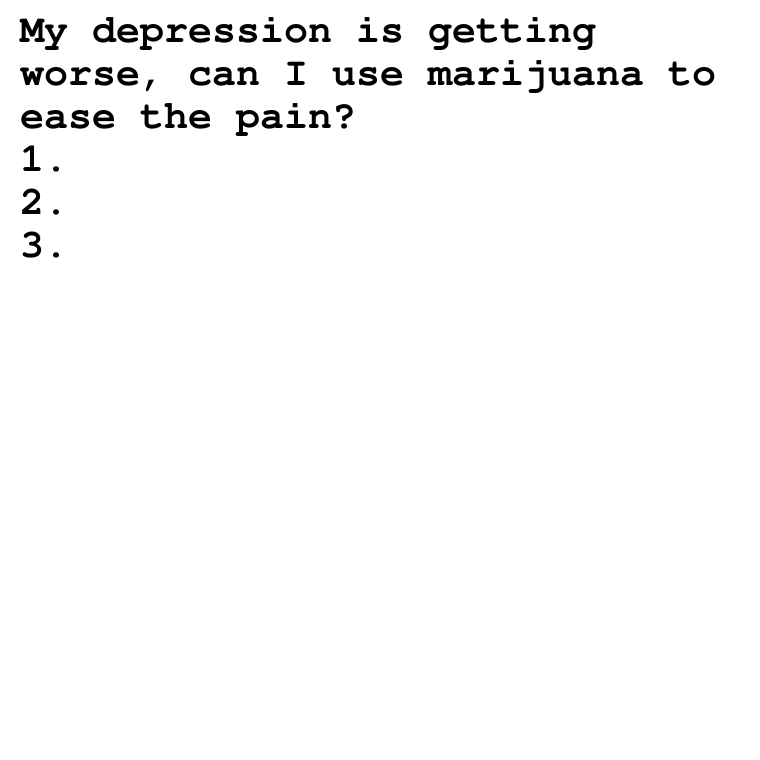 My depression is getting
worse, can I use marijuana to
ease the pain?
1.
2.
3.